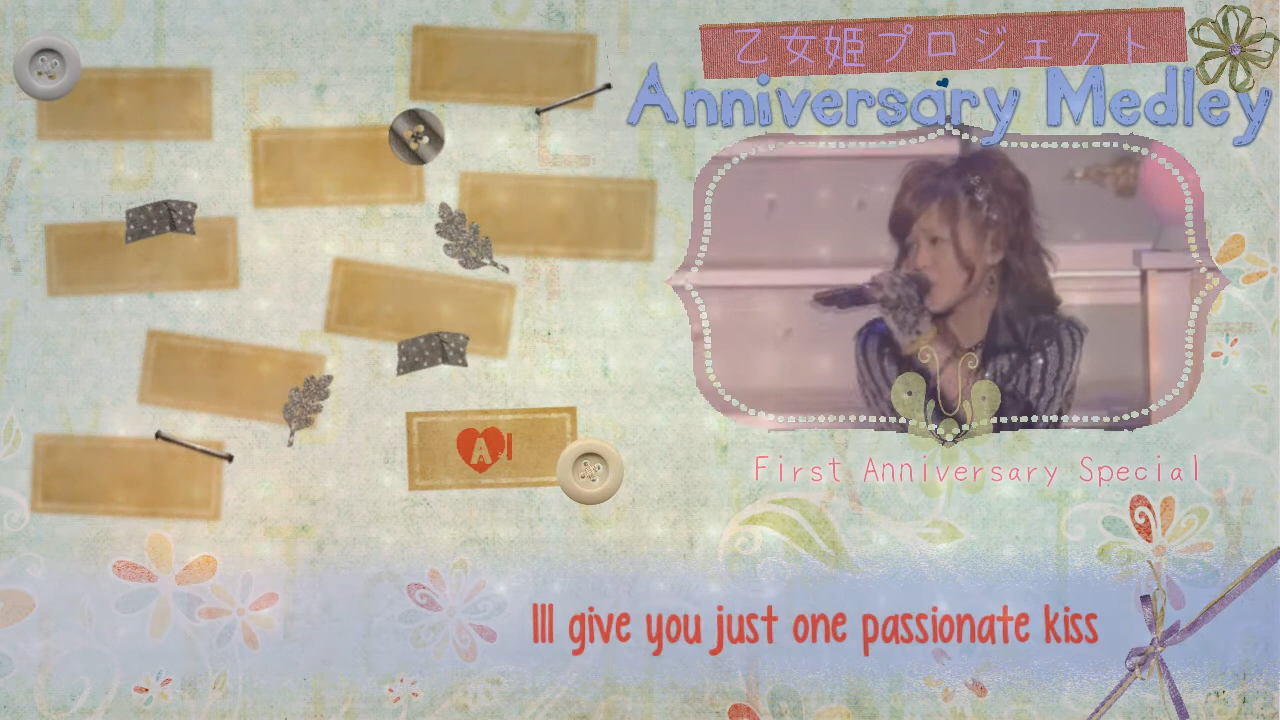 乙女姫プロジェクト
Anniversary Medley
First Anniversary Special
Al
Ill give you just one passionate kiss